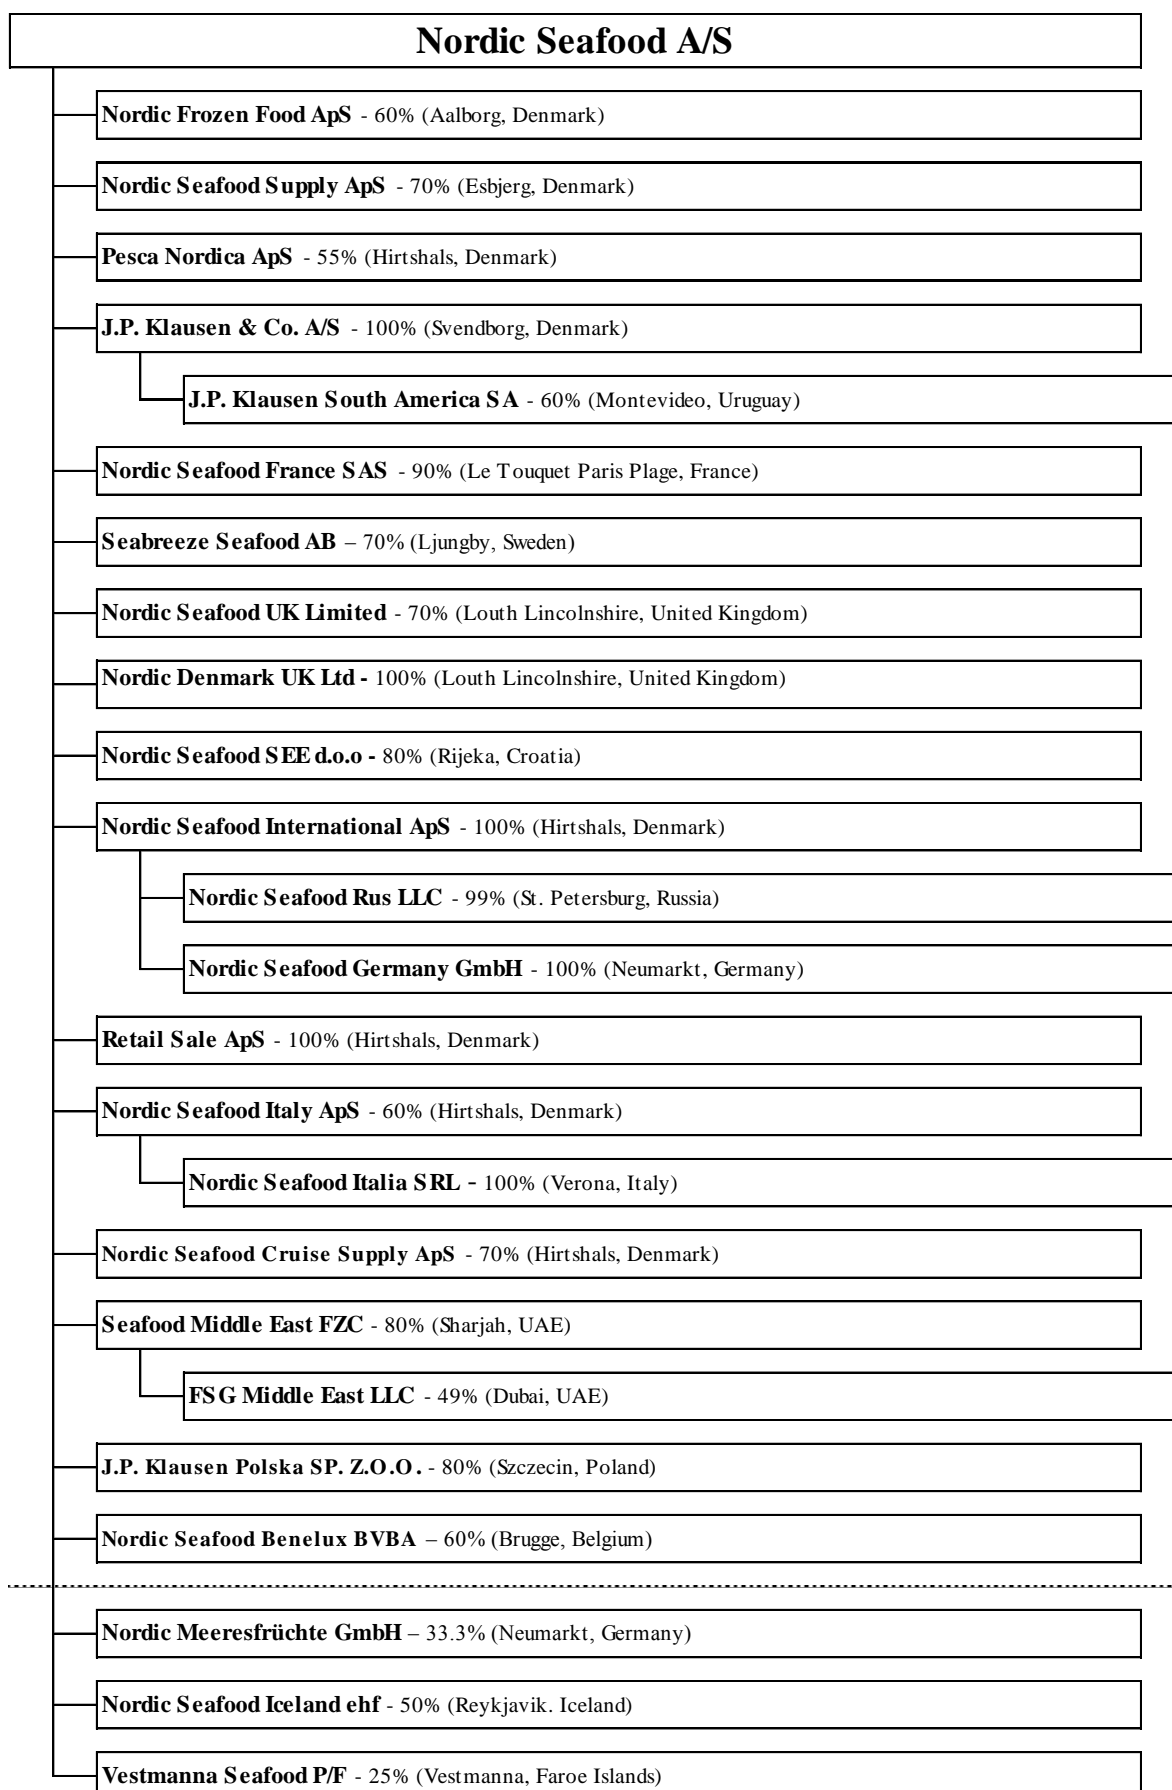 Nordic Seafood A/S
Nordic Frozen Food ApS - 60% (Aalborg, Denmark)
Nordic Seafood Supply ApS - 70% (Esbjerg, Denmark)
Pesca Nordica ApS - 55% (Hirtshals, Denmark)
J.P. Klausen & Co. A/S - 100% (Svendborg, Denmark)
J.P. Klausen South America SA - 60% (Montevideo, Uruguay)
Nordic Seafood France SAS - 90% (Le Touquet Paris Plage, France)
Seabreeze Seafood AB – 70% (Ljungby, Sweden)
Nordic Seafood UK Limited - 70% (Louth Lincolnshire, United Kingdom)
Nordic Denmark UK Ltd - 100% (Louth Lincolnshire, United Kingdom)
Nordic Seafood SEE d.o.o - 80% (Rijeka, Croatia)
Nordic Seafood International ApS - 100% (Hirtshals, Denmark)
Nordic Seafood Rus LLC - 99% (St. Petersburg, Russia)
Nordic Seafood Germany GmbH - 100% (Neumarkt, Germany)
Retail Sale ApS - 100% (Hirtshals, Denmark)
Nordic Seafood Italy ApS - 60% (Hirtshals, Denmark)
Nordic Seafood Italia SRL - 100% (Verona, Italy)
Nordic Seafood Cruise Supply ApS - 70% (Hirtshals, Denmark)
Seafood Middle East FZC - 80% (Sharjah, UAE)
FSG Middle East LLC - 49% (Dubai, UAE)
J.P. Klausen Polska SP. Z.O.O. - 80% (Szczecin, Poland)
Nordic Seafood Benelux BVBA – 60% (Brugge, Belgium)
Nordic Meeresfrüchte GmbH – 33.3% (Neumarkt, Germany)
Nordic Seafood Iceland ehf - 50% (Reykjavik. Iceland)
Vestmanna Seafood P/F - 25% (Vestmanna, Faroe Islands)